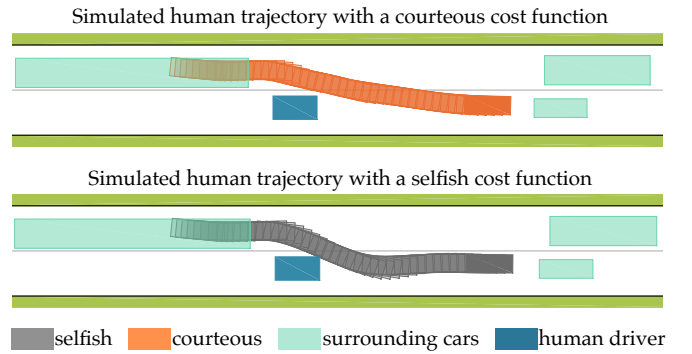 Simulated human trajectory with a courteous cost function
Simulated human trajectory with a selfish cost function
selfish courteous surrounding cars human driver